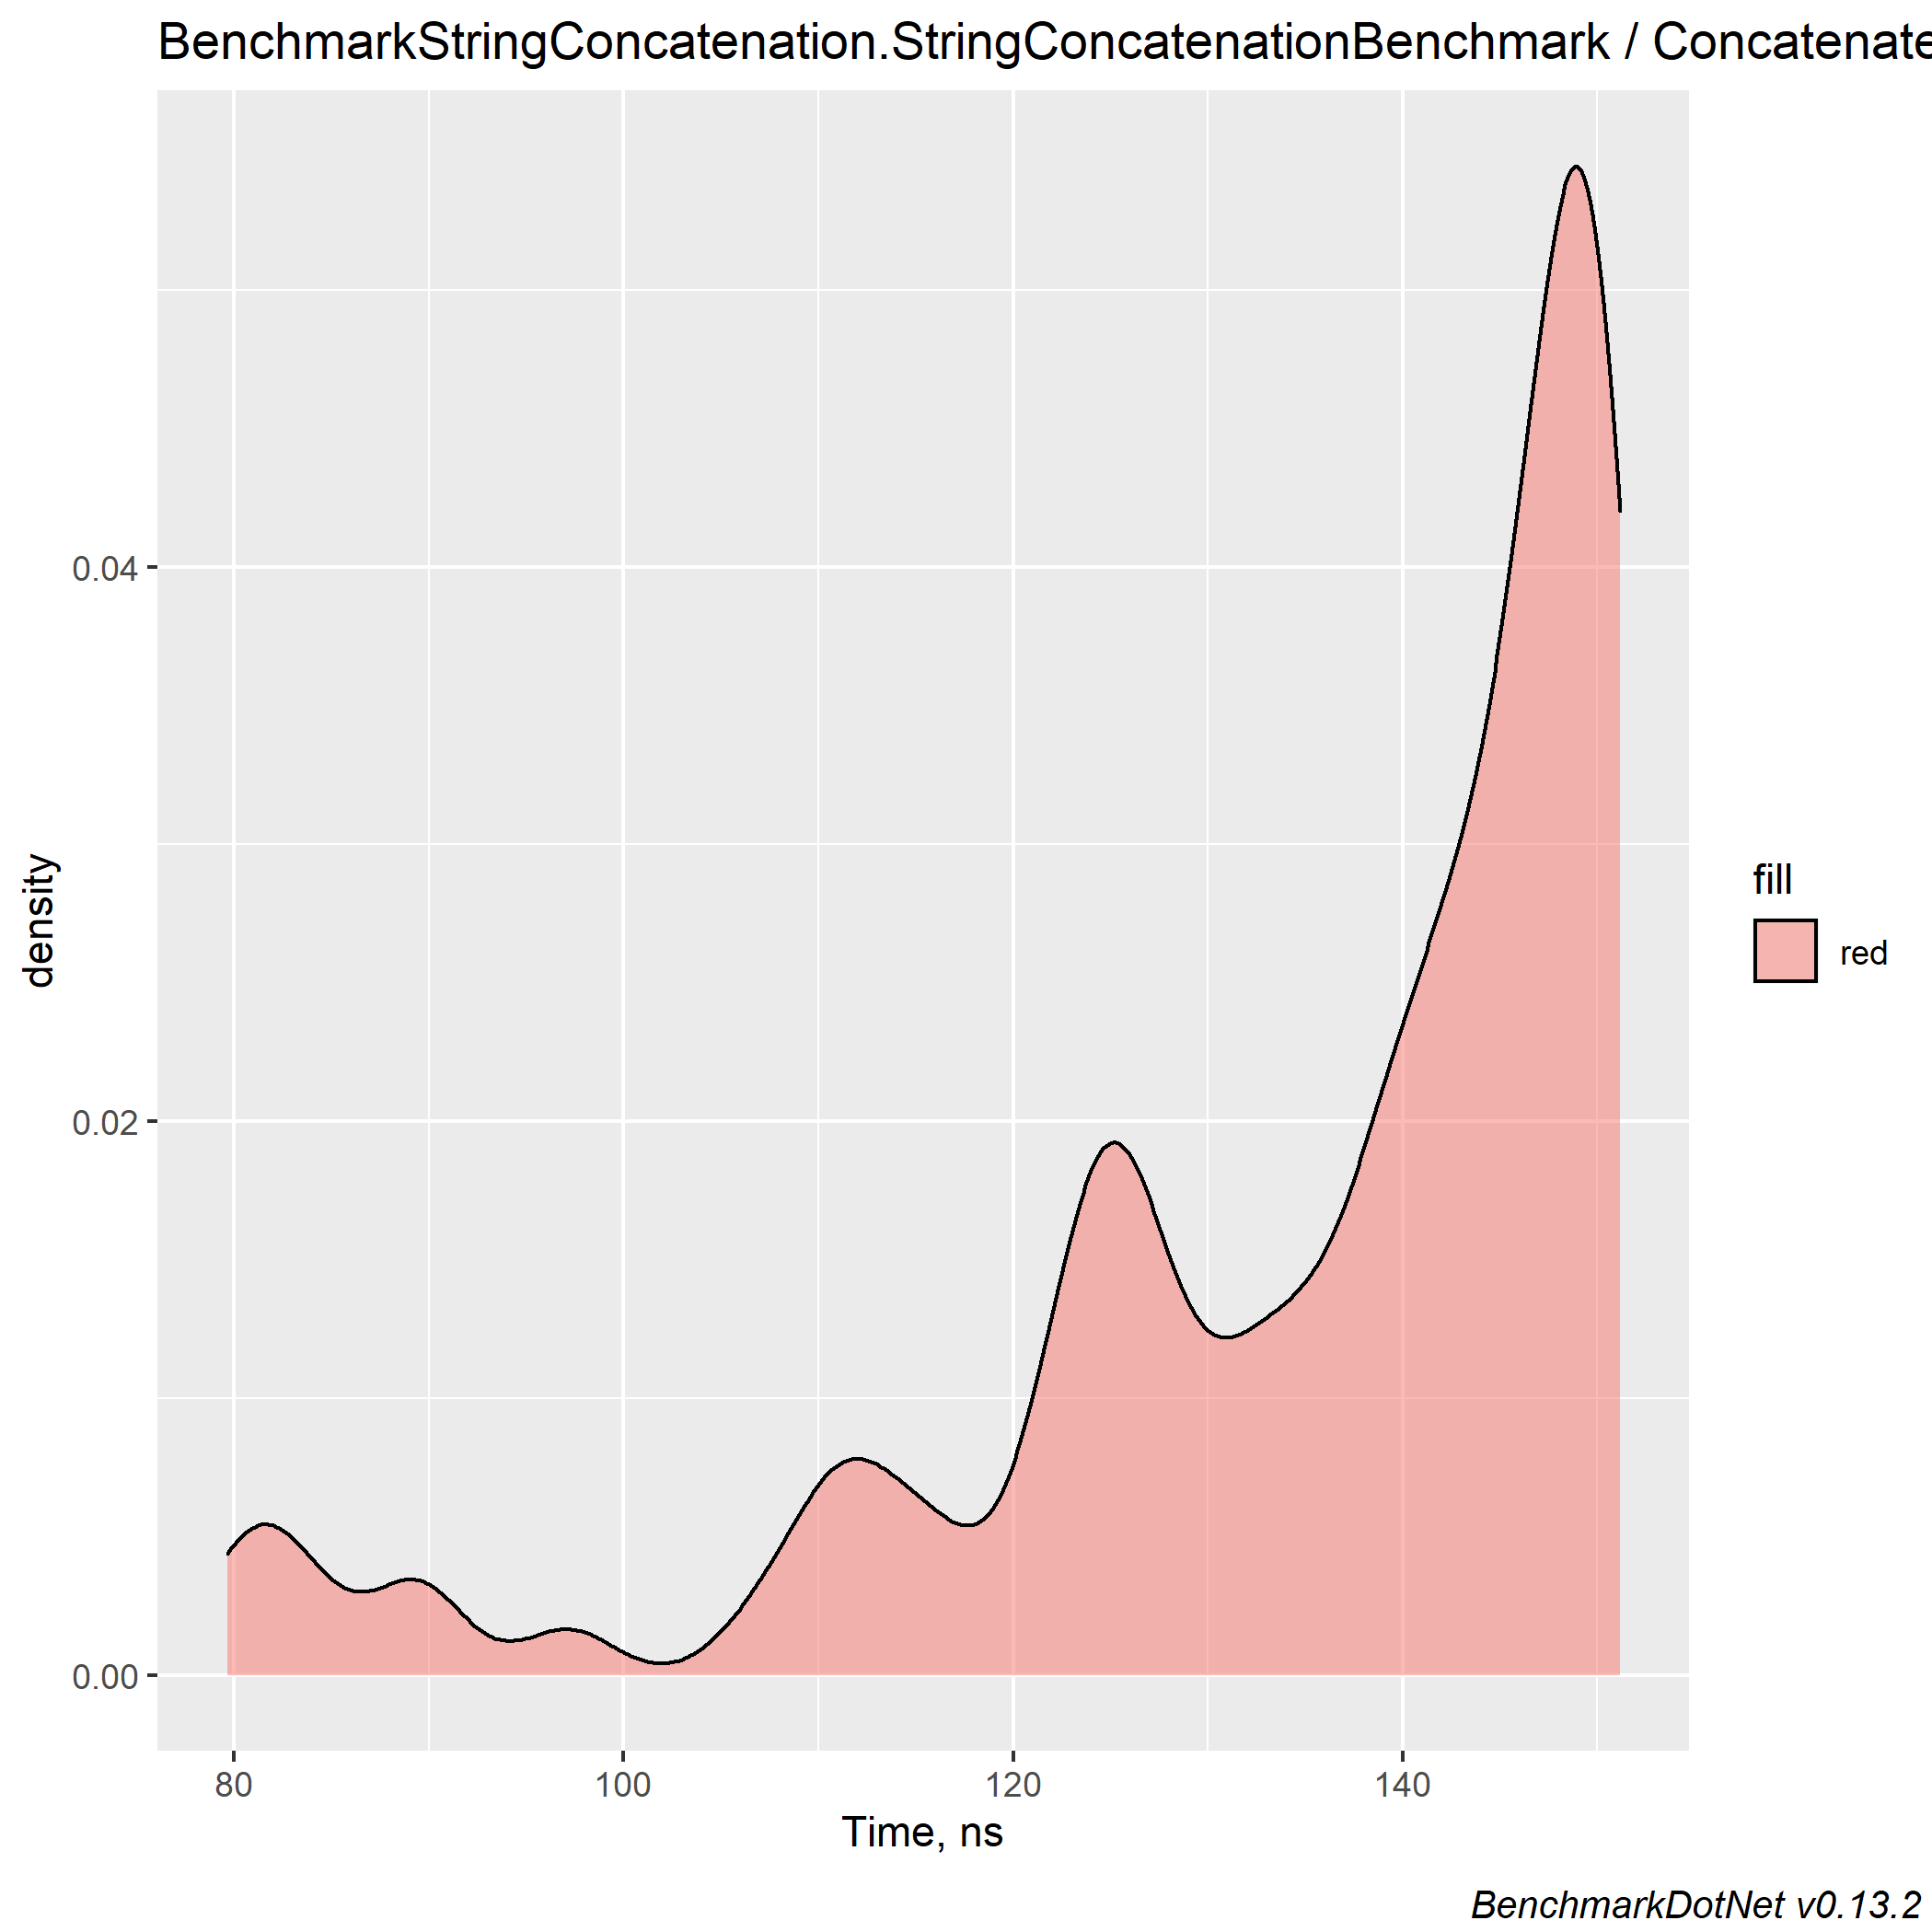 BenchmarkStringConcatenation.StringConcatenationBenchmark / Concatenate
0.04
0.02
0.00
density
80 100 120 140
Time, ns
fill
red
BenchmarkDotNet v0.13.2